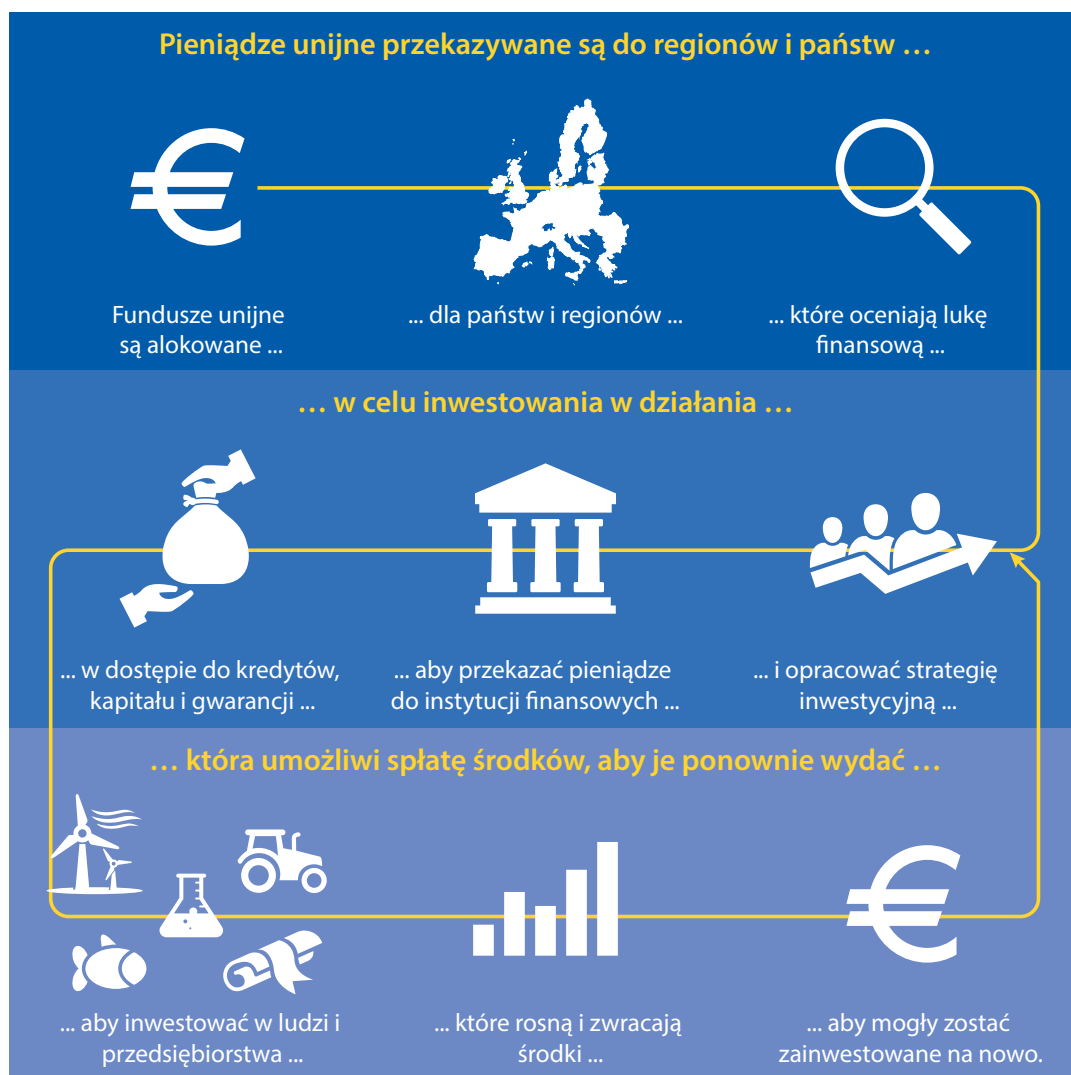 Pieniądze unijne przekazywane są do regionów i państw …
Fundusze unijne
są alokowane ...
... dla państw i regionów ...
... które oceniają lukę
finansową ...
… w celu inwestowania w działania …
... w dostępie do kredytów,
kapitału i gwarancji ...
... aby przekazać pieniądze
do instytucji finansowych ...
... i opracować strategię
inwestycyjną ...
… która umożliwi spłatę środków, aby je ponownie wydać …
... aby inwestować w ludzi i
przedsiębiorstwa ...
... które rosną i zwracają
środki ...
... aby mogły zostać
zainwestowane na nowo.